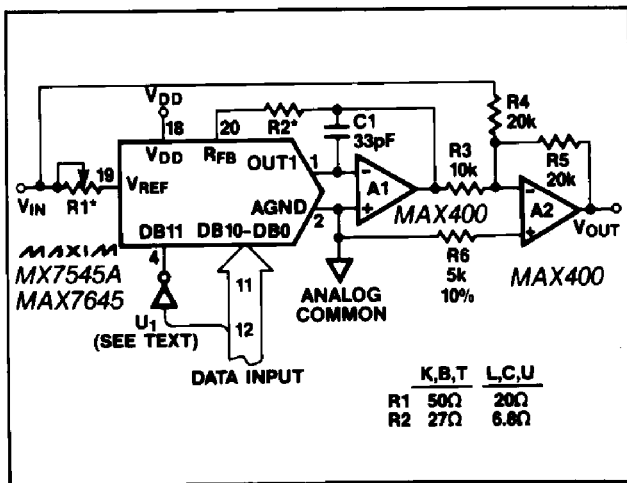 VDD
18
20
R2*
C1
33pF
R4
20k
VDD
RFB
OUT1
1
R3
10k
R5
20k
19
VREF
VIN
R1*
A1
MAX400
AGND
2
A2
VOUT
DB11
DB10-DB0
4
MAXIM
MX7545A
MAX7645
11
R6
5k
10%
MAX400
ANALOG
COMMON
U1
(SEE TEXT)
12
DATA INPUT
K,B,T L,C,U
R1 50Ω 20Ω
R2 27Ω 6.8Ω